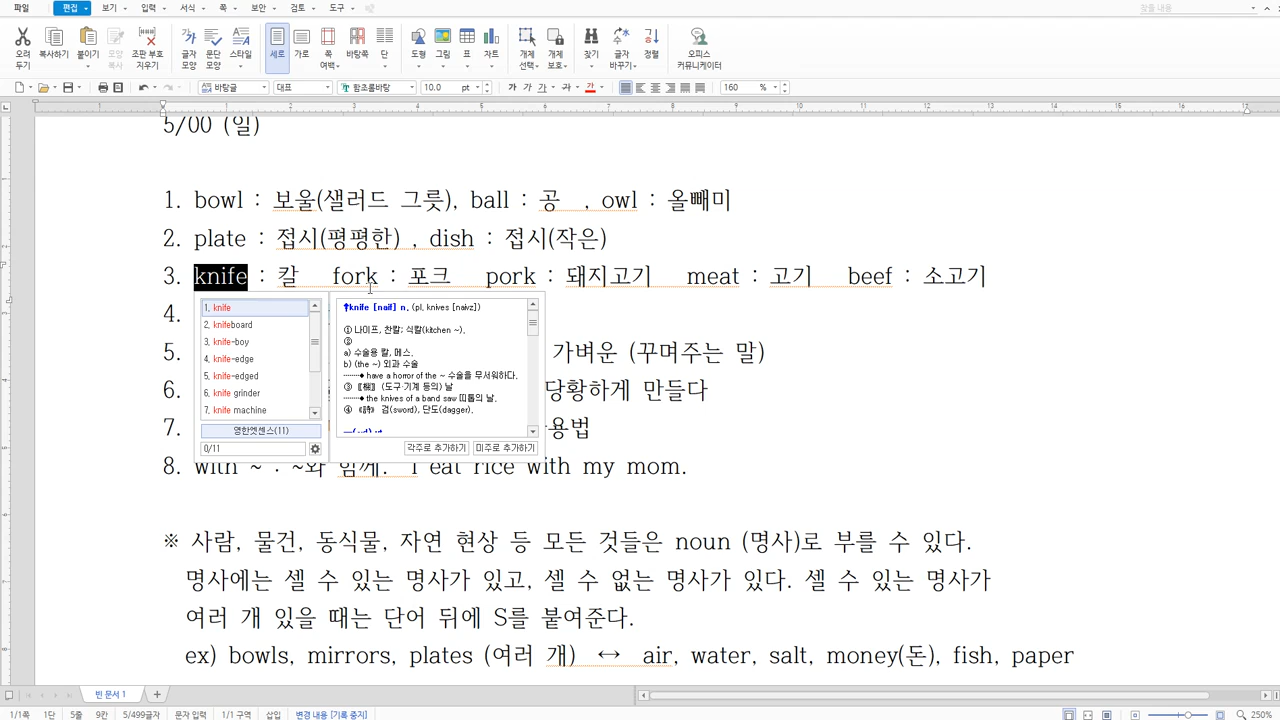 파일 편집 보기 입력 서식 쪽 보안 검토 도구 찾을 내용
오려 두기 복사하기 붙이기 모양 복사 조판 부호 지우기 글자 모양 문단 모양 스타일 세로 가로 쪽 여백 바탕쪽 단 도형 그림 표 차트 개체 선택 개체 보호 찾기 글자 바꾸기 정렬 오피스 커뮤니케이터
바탕글 대표 함초롬바탕 10.0 pt 가 가 가 가 가 160 %
5/00 (일)
1. bowl : 보울(샐러드 그릇), ball : 공 , owl : 올빼미
2. plate : 접시(평평한) , dish : 접시(작은)
3. knife : 칼 fork : 포크 pork : 돼지고기 meat : 고기 beef : 소고기
4.
5. 가벼운 (꾸며주는 말)
6. 당황하게 만들다
7. 용법
8. with ~ : ~와 함께. I eat rice with my mom.
1, knife
2, knifeboard
3, knife-boy
4, knife-edge
5, knife-edged
6, knife grinder
7, knife machine
영한엣센스(11)
0/11
knife [naif] n. (pl. knives [naivz])
① 나이프, 찬칼; 식칼(kitchen ~).
②
a) 수술용 칼, 메스.
b) (the ~) 외과 수술
have a horror of the ~ 수술을 무서워하다.
③ 〖機〗 (도구·기계 등의) 날
the knives of a band saw 띠톱의 날.
④ 《詩》 검(sword), 단도(dagger).
각주로 추가하기 미주로 추가하기
※ 사람, 물건, 동식물, 자연 현상 등 모든 것들은 noun (명사)로 부를 수 있다.
명사에는 셀 수 있는 명사가 있고, 셀 수 없는 명사가 있다. 셀 수 있는 명사가
여러 개 있을 때는 단어 뒤에 S를 붙여준다.
ex) bowls, mirrors, plates (여러 개) ↔ air, water, salt, money(돈), fish, paper
빈 문서 1
1/1쪽 1단 5줄 9칸 5/499글자 문자 입력 1/1 구역 삽입 변경 내용 [기록 중지] 250%